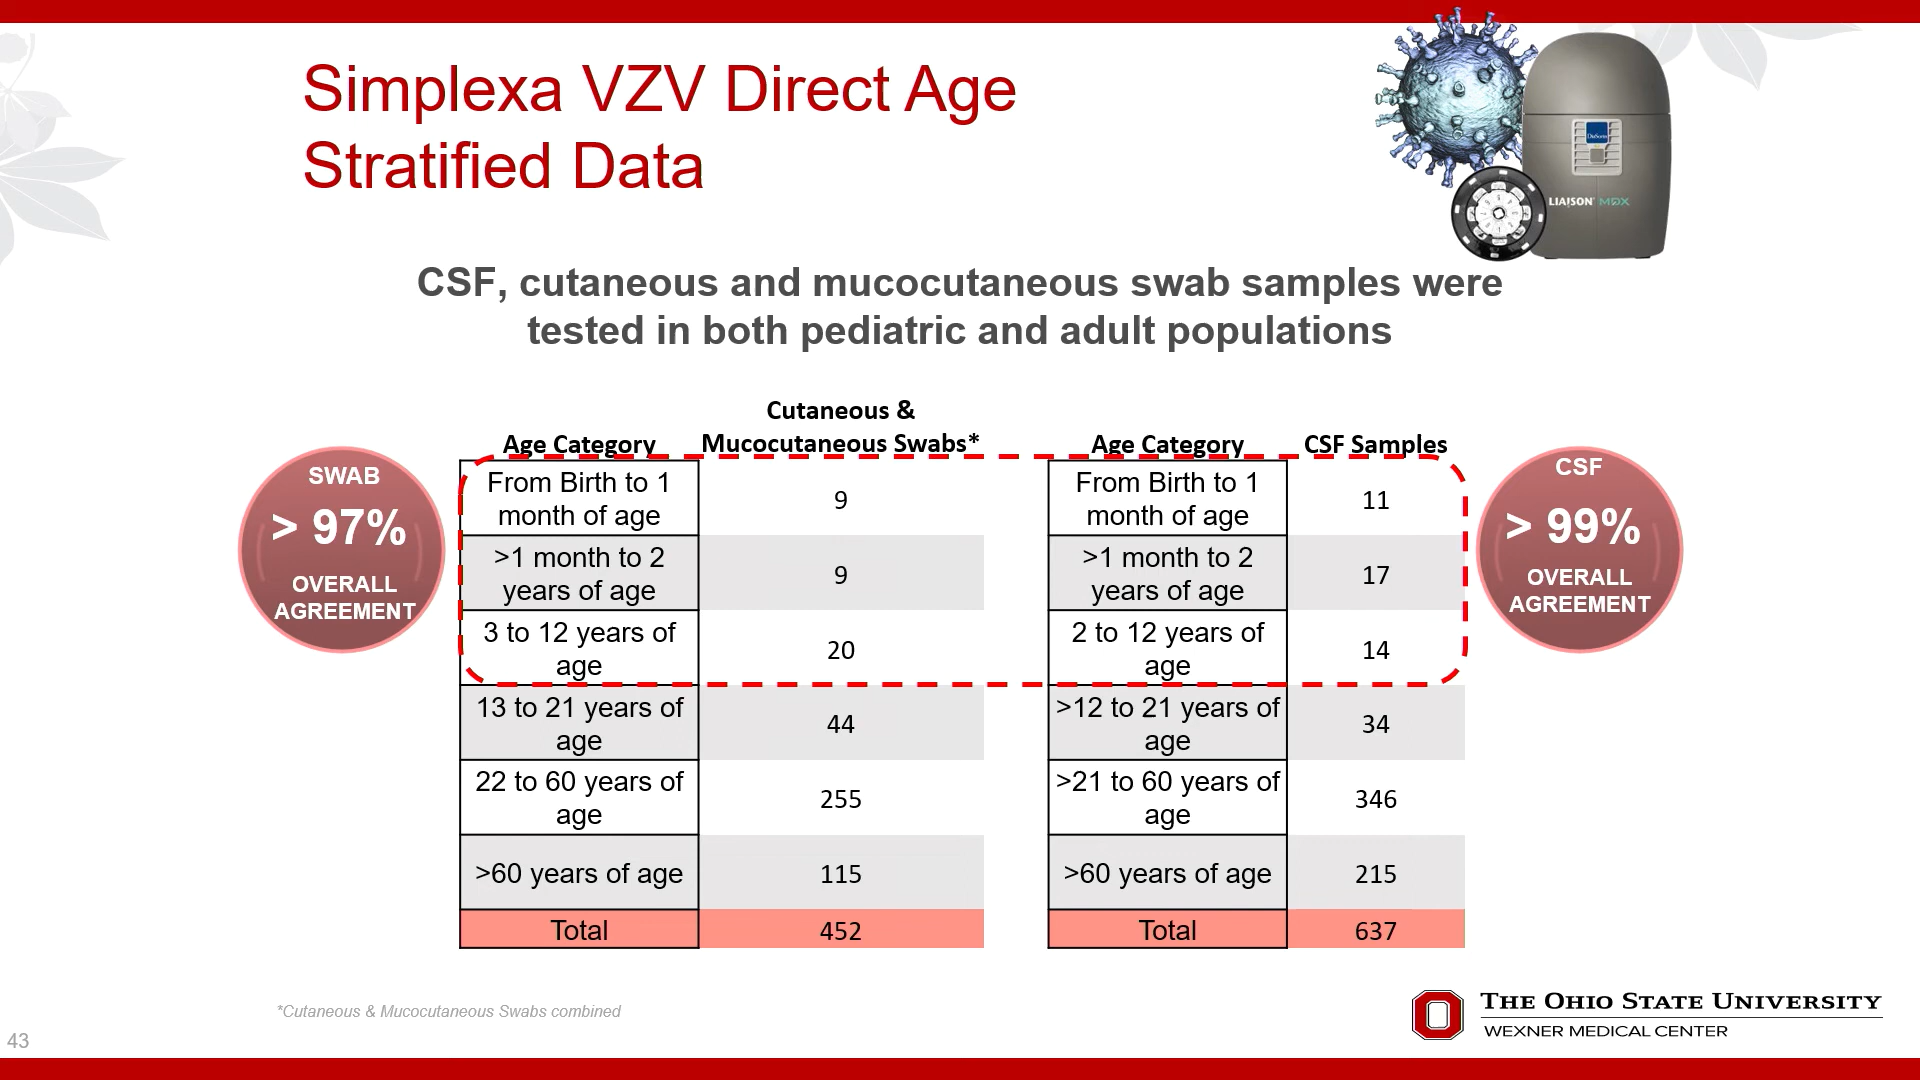 Simplexa VZV Direct Age
Stratified Data
LIAISON MDX
CSF, cutaneous and mucocutaneous swab samples were
tested in both pediatric and adult populations
SWAB
> 97%
OVERALL
AGREEMENT
Age Category
Cutaneous &
Mucocutaneous Swabs*
From Birth to 1
month of age
9
>1 month to 2
years of age
9
3 to 12 years of
age
20
13 to 21 years of
age
44
22 to 60 years of
age
255
>60 years of age
115
Total
452
Age Category
CSF Samples
From Birth to 1
month of age
11
>1 month to 2
years of age
17
2 to 12 years of
age
14
>12 to 21 years of
age
34
>21 to 60 years of
age
346
>60 years of age
215
Total
637
CSF
> 99%
OVERALL
AGREEMENT
*Cutaneous & Mucocutaneous Swabs combined
THE OHIO STATE UNIVERSITY
WEXNER MEDICAL CENTER
43